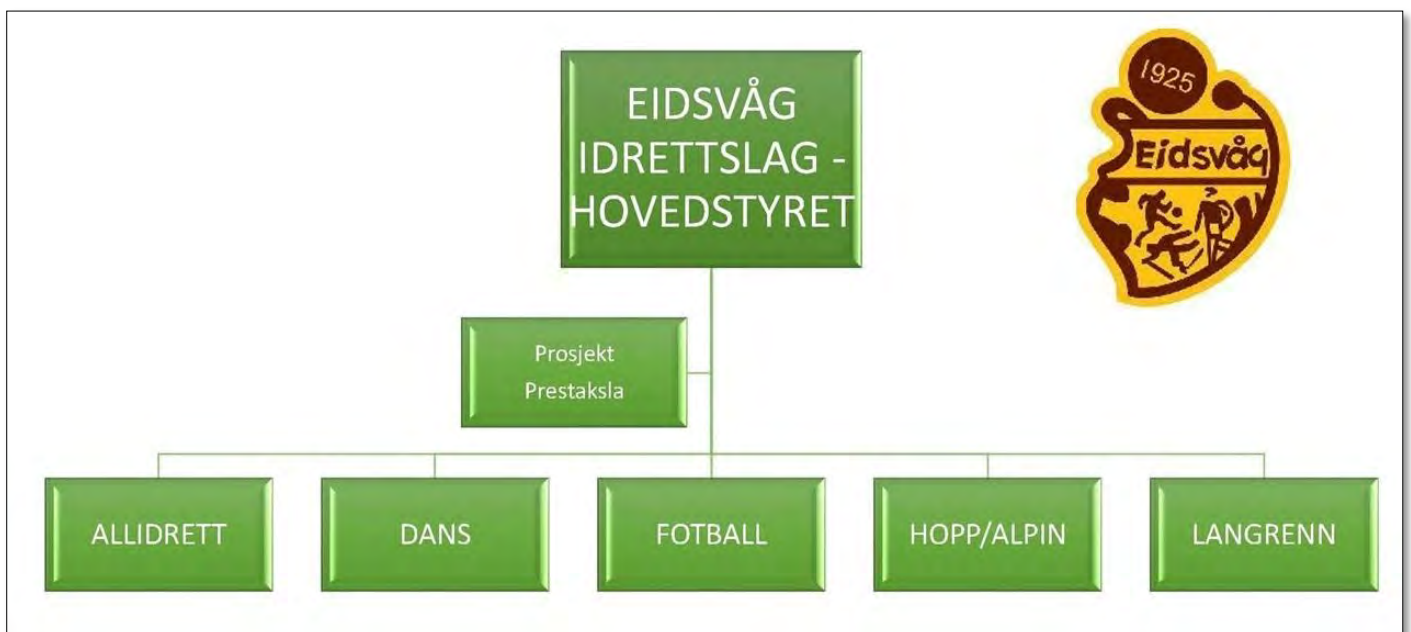 EIDSVÅG
IDRETTSLAG -
HOVEDSTYRET
1925
Eidsvåg
Prosjekt
Prestaksla
ALLIDRETT
DANS
FOTBALL
HOPP/ALPIN
LANGRENN